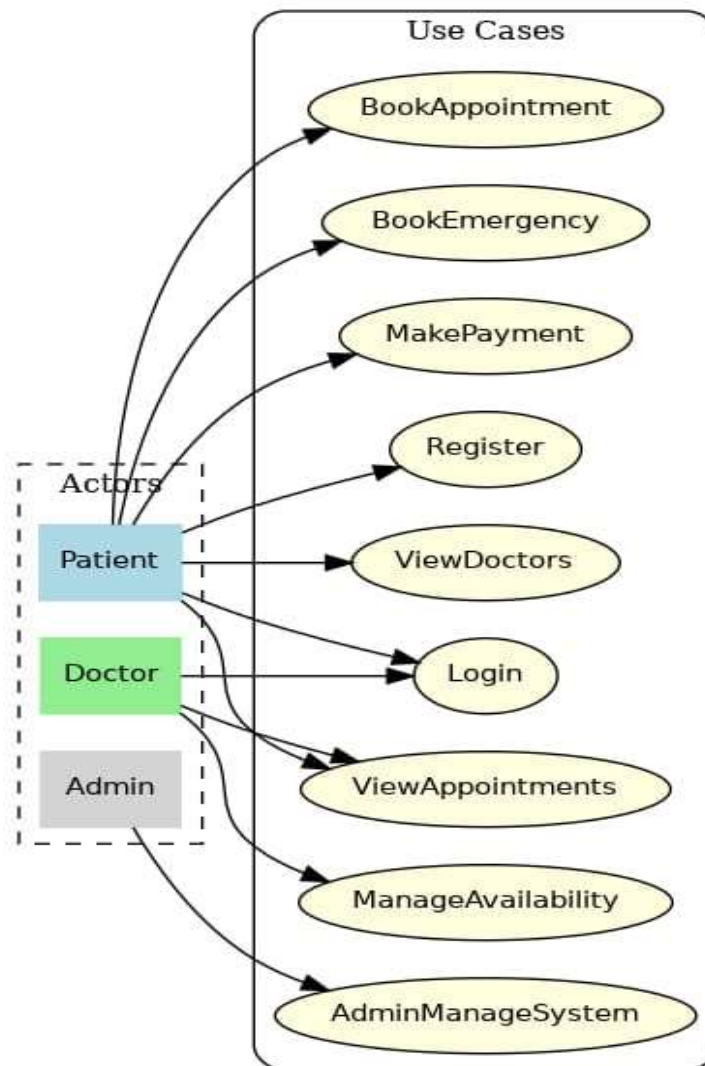 Use Cases
BookAppointment
BookEmergency
MakePayment
Register
Actors
Patient
ViewDoctors
Doctor
Login
Admin
ViewAppointments
ManageAvailability
AdminManageSystem